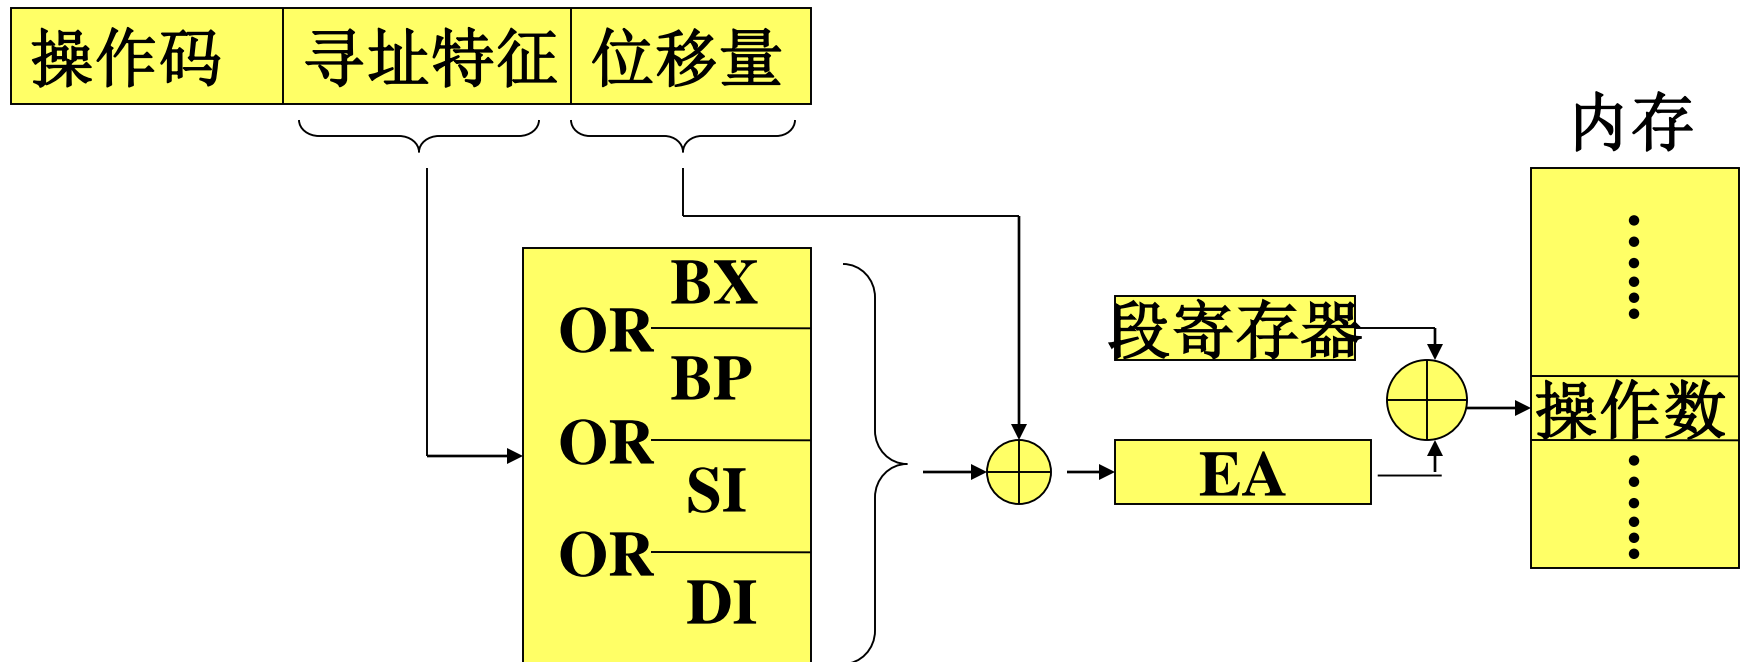 操作码 寻址特征 位移量
内存
BX
OR
BP
OR
SI
OR
DI
段寄存器
EA
操作数